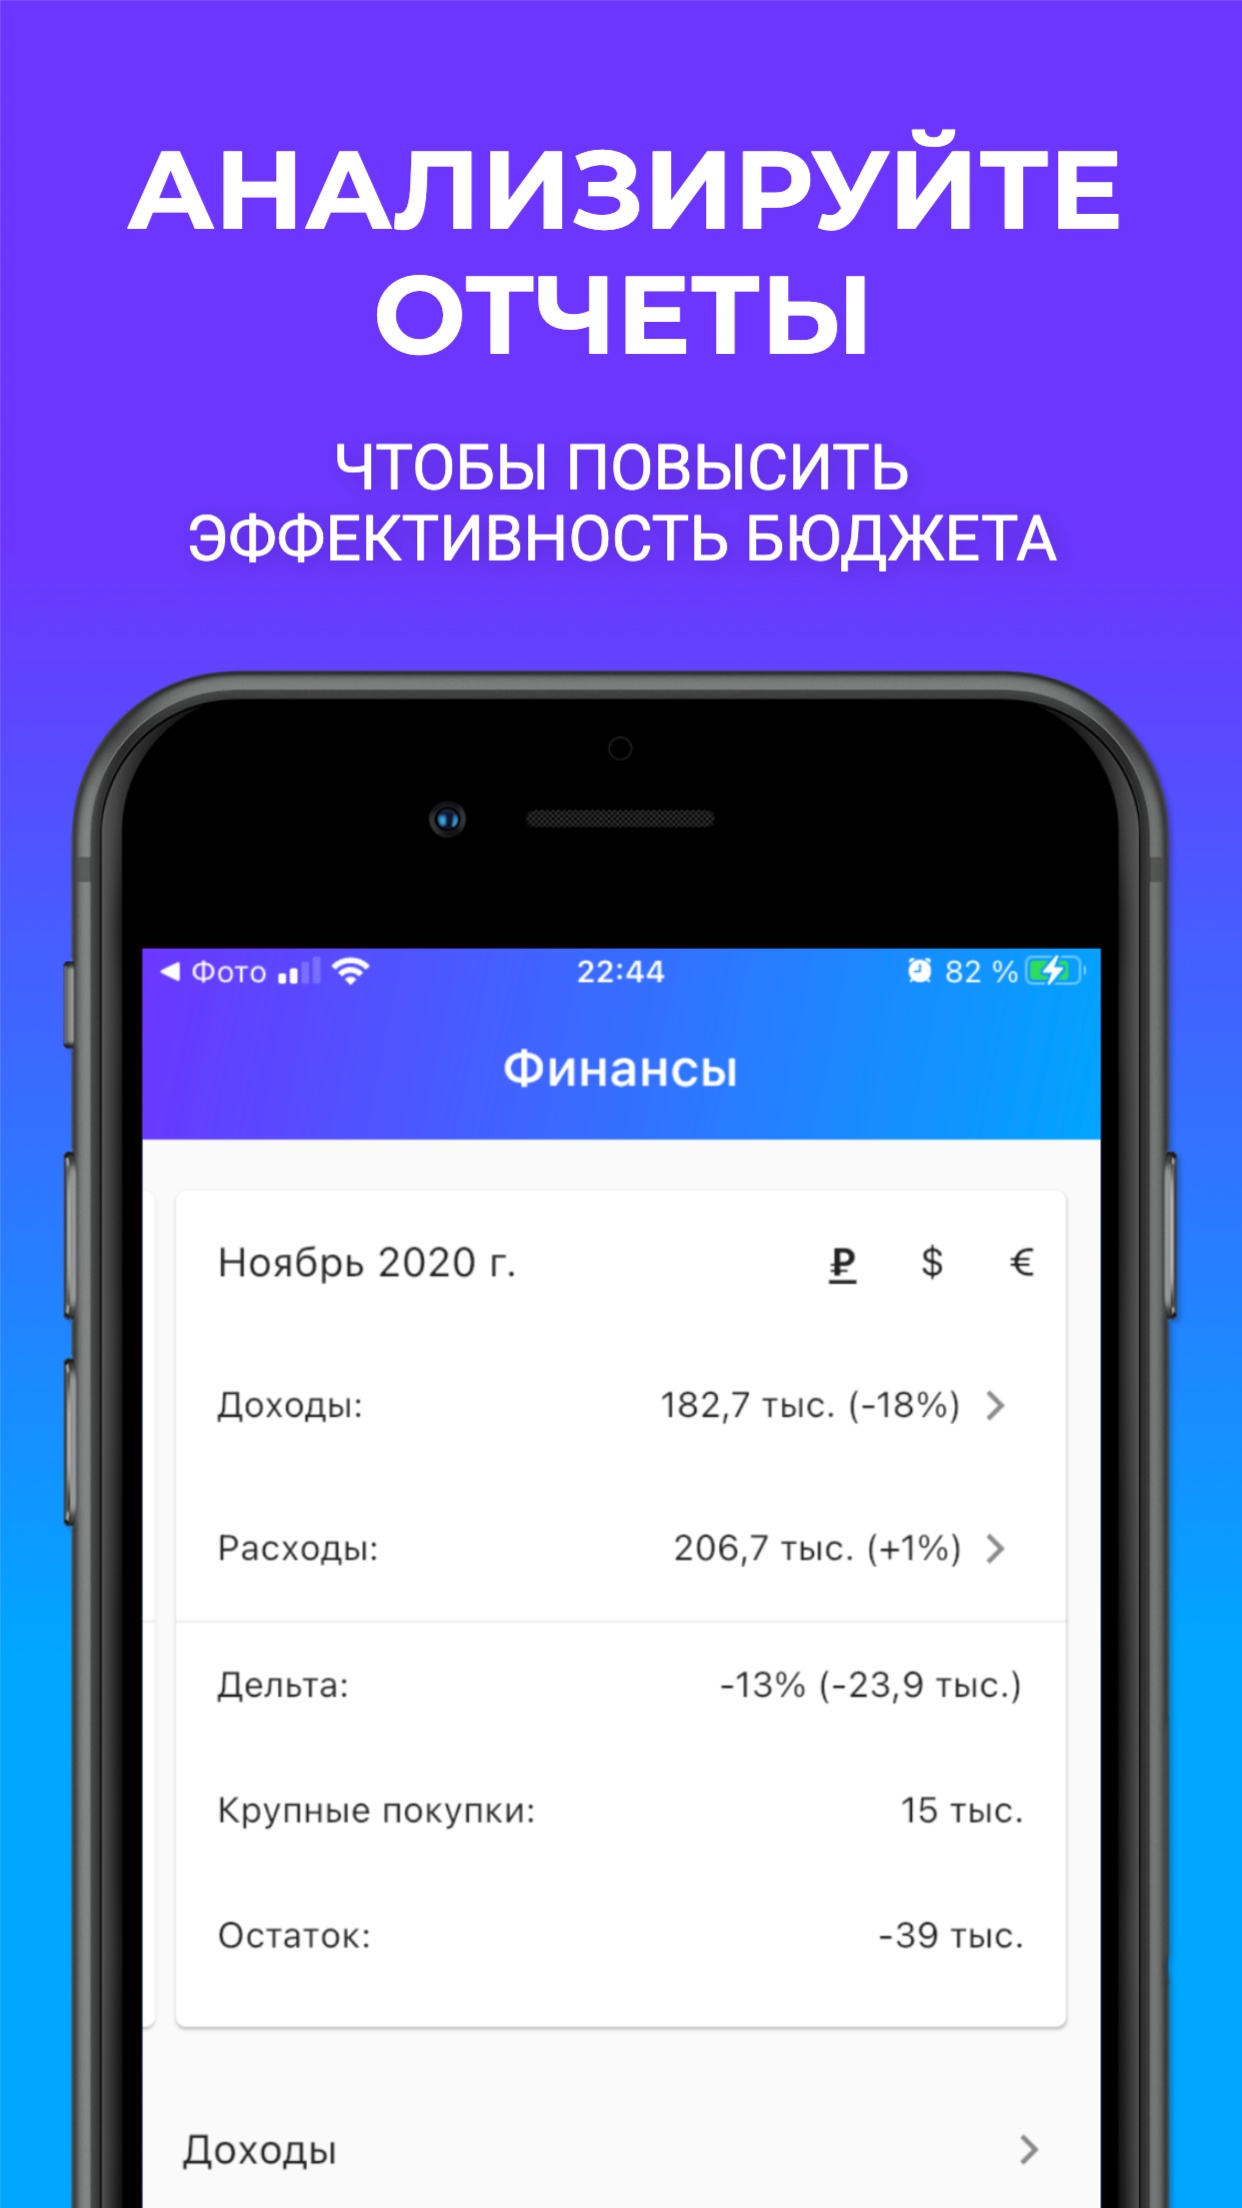 АНАЛИЗИРУЙТЕ
ОТЧЕТЫ
ЧТОБЫ ПОВЫСИТЬ
ЭФФЕКТИВНОСТЬ БЮДЖЕТА
Фото 22:44 82 %
Финансы
Ноябрь 2020 г. ₽ $ €
Доходы: 182,7 тыс. (-18%)
Расходы: 206,7 тыс. (+1%)
Дельта: -13% (-23,9 тыс.)
Крупные покупки: 15 тыс.
Остаток: -39 тыс.
Доходы